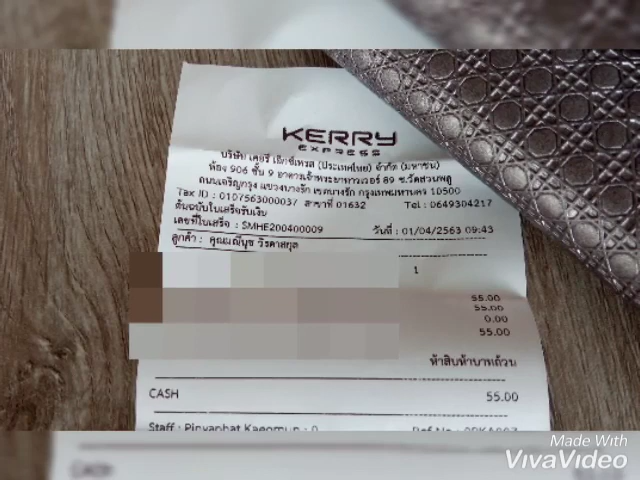 KERRY
EXPRESS
บริษัท เคอรี่ เอ็กซ์เพรส (ประเทศไทย) จำกัด (มหาชน)
ห้อง 906 ชั้น 9 อาคารเจ้าพระยาทาวเวอร์ 89 ซ.วัดสวนพลู
ถนนเจริญกรุง แขวงบางรัก เขตบางรัก กรุงเทพมหานคร 10500
Tax ID : 0107563000037 สาขาที่ 01632 Tel : 0649304217
ต้นฉบับใบเสร็จรับเงิน
เลขที่ใบเสร็จ : SMHE200400009 วันที่ : 01/04/2563 09:43
ลูกค้า : คุณมณีนุช วิรดาสกุล
1
55.00
55.00
0.00
55.00
ห้าสิบห้าบาทถ้วน
CASH 55.00
Staff : Pinyaphat Kaeomun : 0
CASH
Made With
VivaVideo